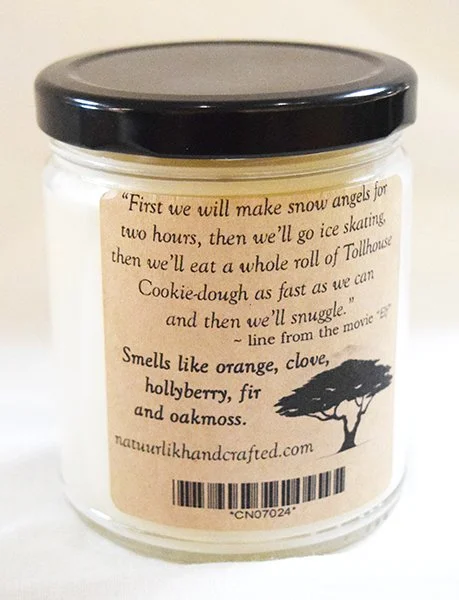 “First we will make snow angels for
two hours, then we’ll go ice skating,
then we’ll eat a whole roll of Tollhouse
Cookie-dough as fast as we can
and then we’ll snuggle.”
~ line from the movie “Elf”
Smells like orange, clove,
hollyberry, fir
and oakmoss.
natuurlikhandcrafted.com
*CN07024*